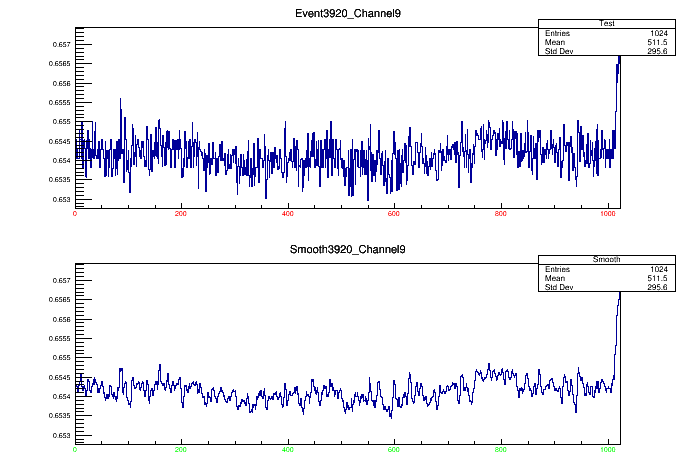 Event3920_Channel9
Test
Entries 1024
Mean 511.5
Std Dev 295.6
0.657
0.6565
0.656
0.6555
0.655
0.6545
0.654
0.6535
0.653
0 200 400 600 800 1000
Smooth3920_Channel9
Smooth
Entries 1024
Mean 511.5
Std Dev 295.6
0.657
0.6565
0.656
0.6555
0.655
0.6545
0.654
0.6535
0.653
0 200 400 600 800 1000